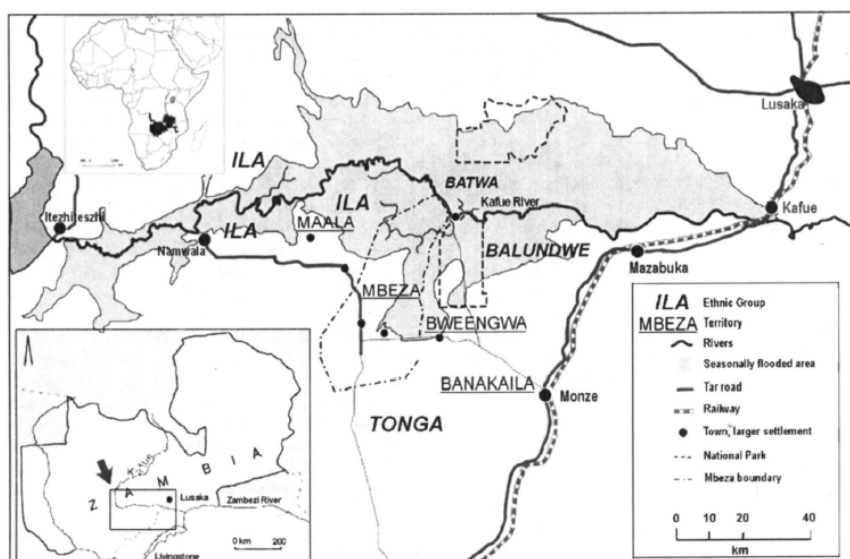 Lusaka
ILA
BATWA
ILA
Kafue River
Kafue
Itezhiteszhi
ILA
MAALA
Namwala
BALUNDWE
Mazabuka
MBEZA
BWEENGWA
BANAKAILA
Monze
TONGA
ILA Ethnic Group
MBEZA Territory
Rivers
Seasonally flooded area
Tar road
Railway
Town, larger settlement
National Park
Mbeza boundary
0 10 20 40
km
Z A M B I A
Lusaka
Zambezi River
Livingstone
0 km 200